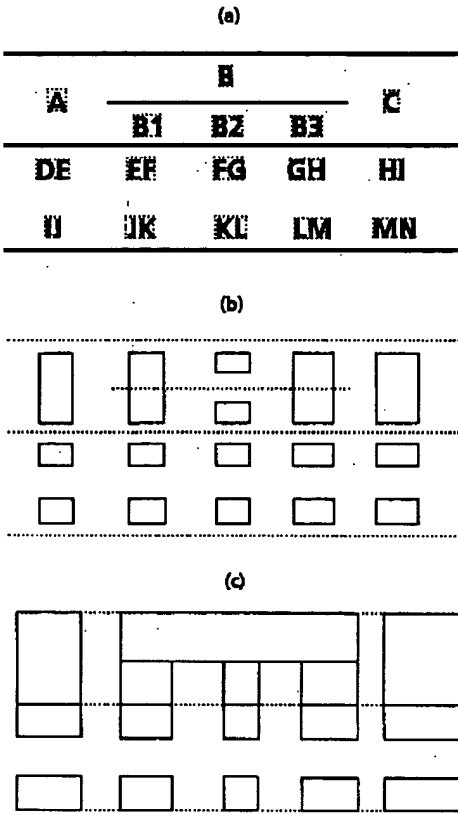 (a)
B
A C
B1 B2 B3
DE EF FG GH HI
IJ JK KL LM MN
(b)
(c)